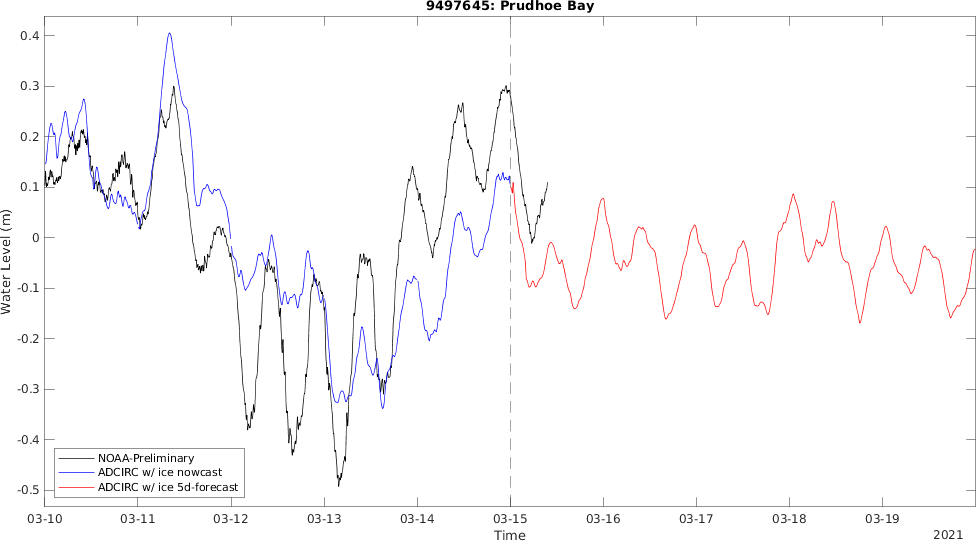 9497645: Prudhoe Bay
Water Level (m)
0.4
0.3
0.2
0.1
0
-0.1
-0.2
-0.3
-0.4
-0.5
NOAA-Preliminary
ADCIRC w/ ice nowcast
ADCIRC w/ ice 5d-forecast
03-10 03-11 03-12 03-13 03-14 03-15 03-16 03-17 03-18 03-19
Time
2021